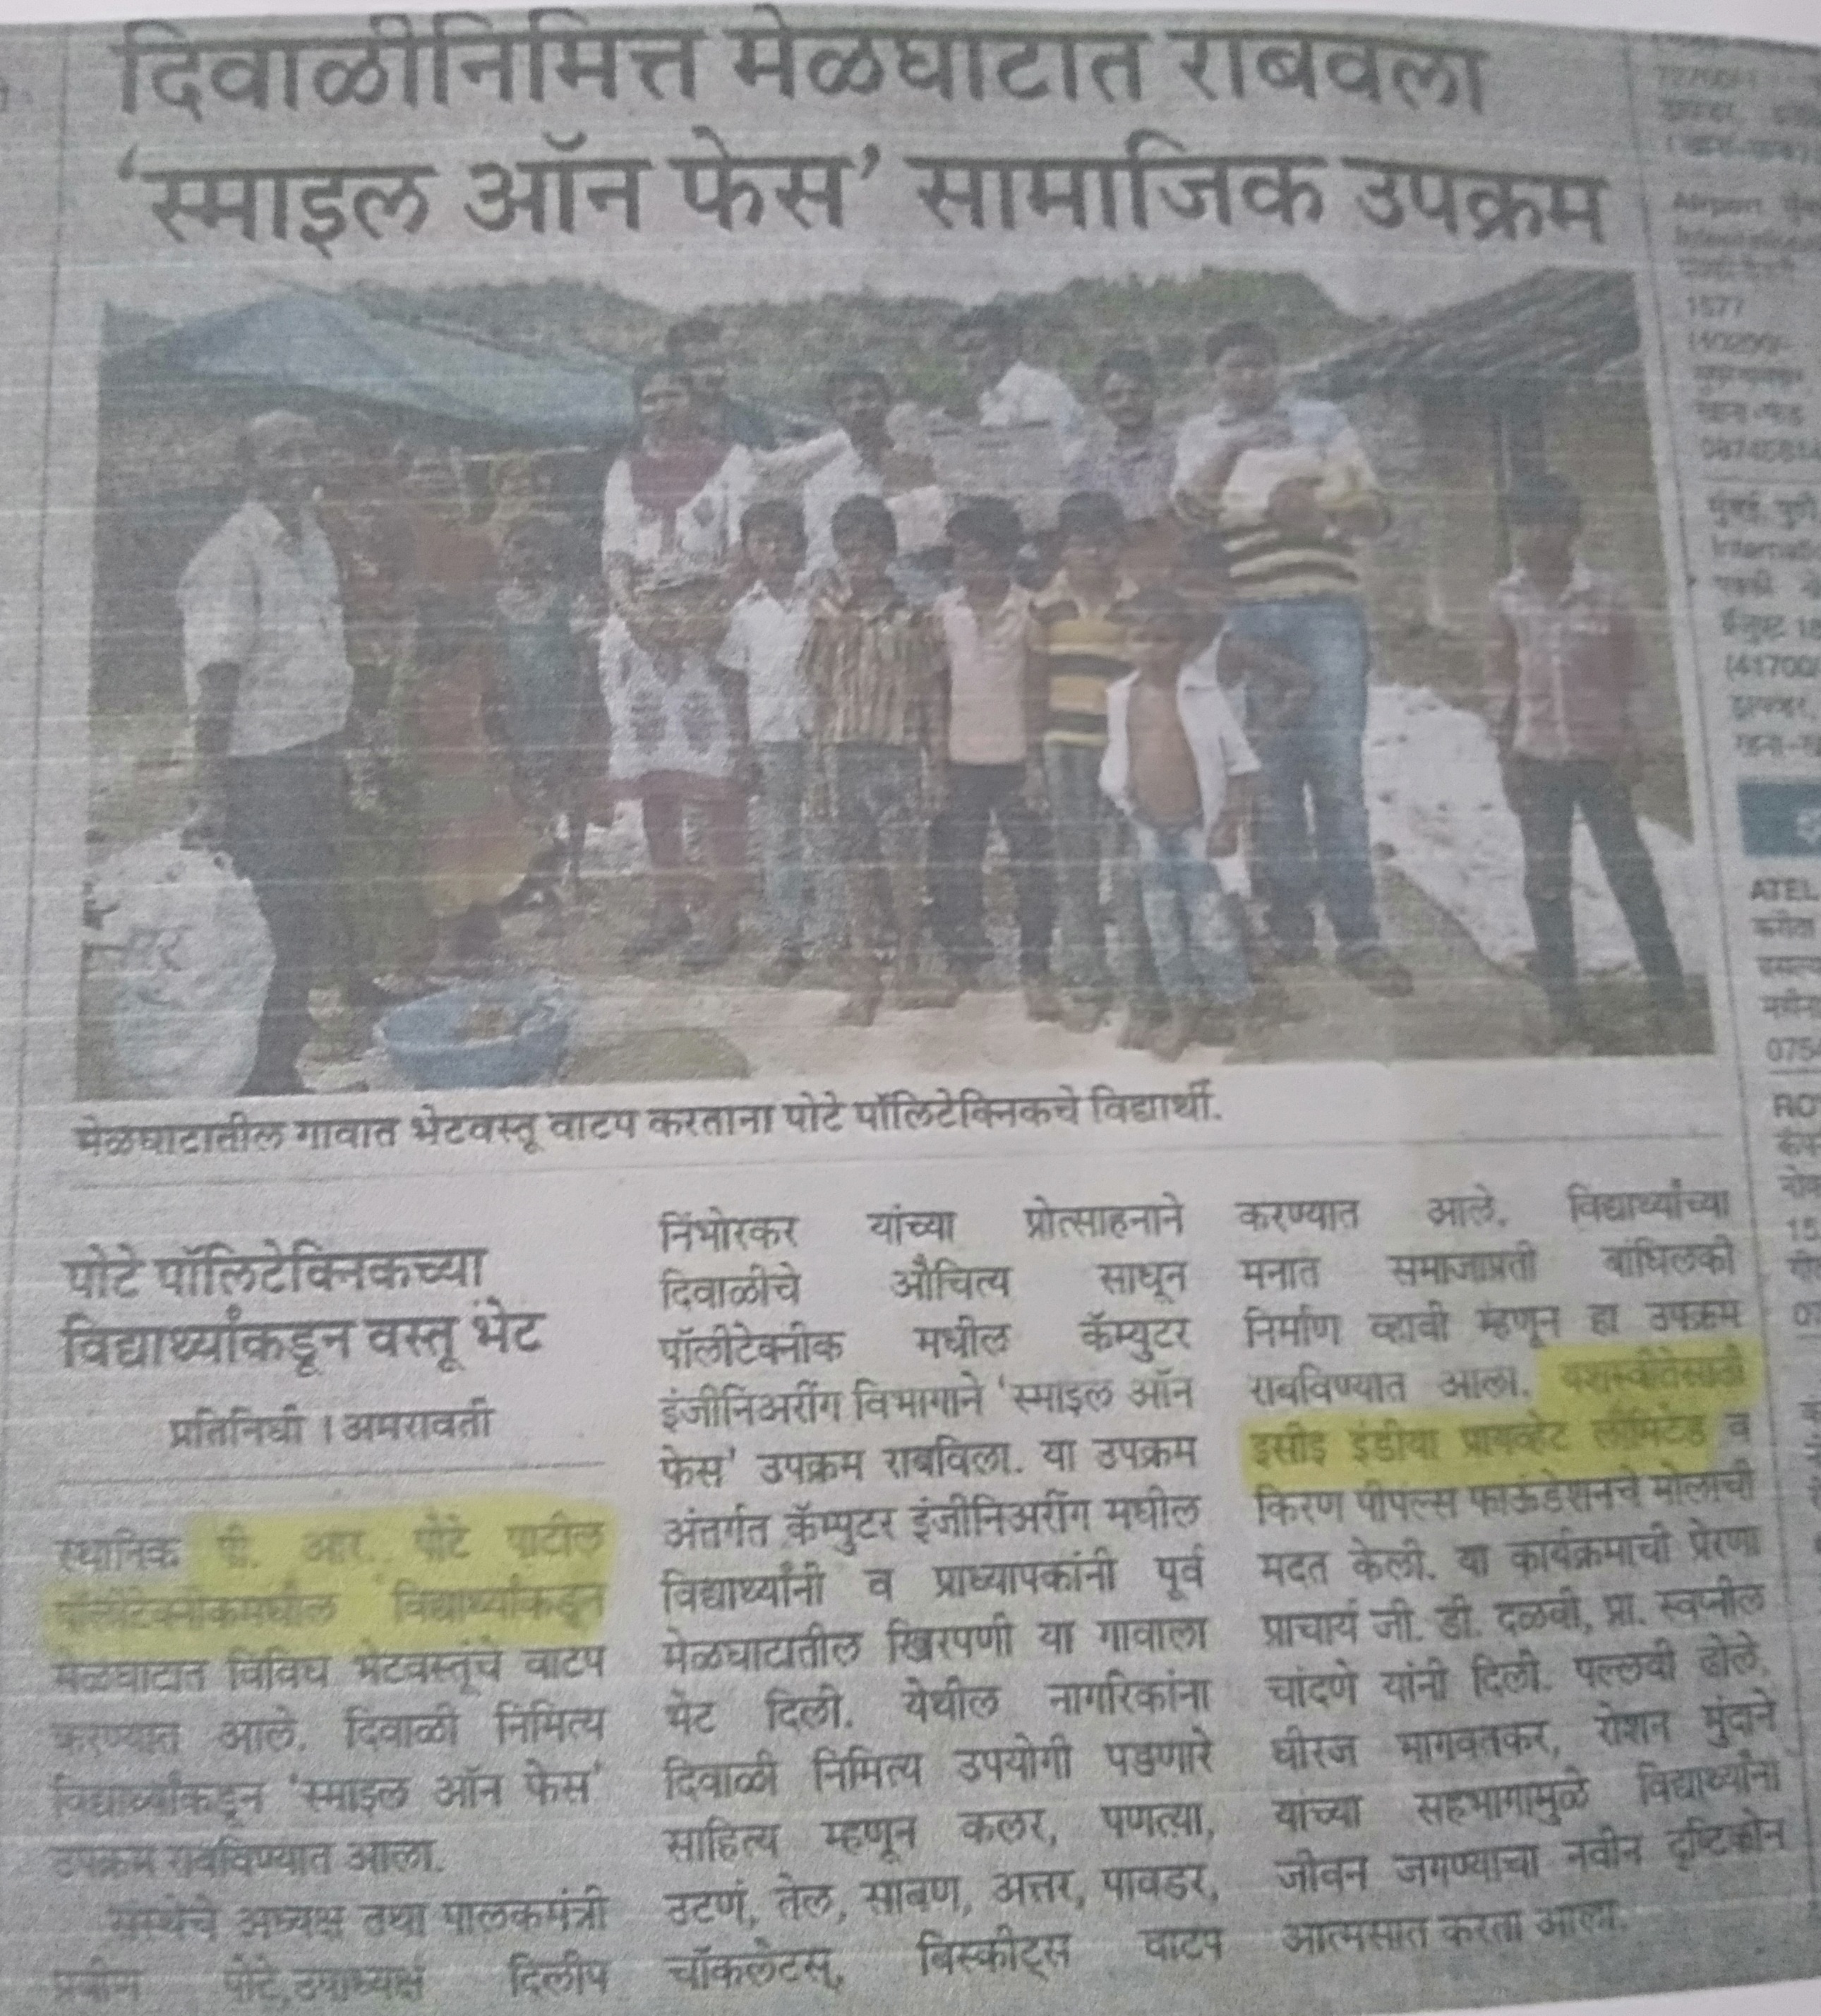 दिवाळीनिमित्त मेळघाटात राबवला
‘स्माइल ऑन फेस’ सामाजिक उपक्रम
मेळघाटातील गावात भेटवस्तू वाटप करताना पोटे पॉलिटेक्निकचे विद्यार्थी.
पोटे पॉलिटेक्निकच्या
विद्यार्थ्यांकडून वस्तू भेट
प्रतिनिधी । अमरावती
स्थानिक पी. आर. पोटे पाटील
पॉलीटेक्नीकमधील विद्यार्थ्यांकडून
मेळघाटात विविध भेटवस्तूंचे वाटप
करण्यात आले. दिवाळी निमित्य
विद्यार्थ्यांकडून ‘स्माइल ऑन फेस’
उपक्रम राबविण्यात आला.
संस्थेचे अध्यक्ष तथा पालकमंत्री
प्रवीण पोटे,उपाध्यक्ष दिलीप
निंभोरकर यांच्या प्रोत्साहनाने
दिवाळीचे औचित्य साधून
पॉलीटेक्नीक मधील कॅम्युटर
इंजीनिअरींग विभागाने ‘स्माइल ऑन
फेस’ उपक्रम राबविला. या उपक्रम
अंतर्गत कॅम्युटर इंजीनिअरींग मधील
विद्यार्थ्यांनी व प्राध्यापकांनी पूर्व
मेळघाटातील खिरपणी या गावाला
भेट दिली. येथील नागरिकांना
दिवाळी निमित्य उपयोगी पडणारे
साहित्य म्हणून कलर, पणत्या,
उटणं, तेल, साबण, अत्तर, पावडर,
चॉकलेटस्, बिस्कीट्स वाटप
करण्यात आले. विद्यार्थ्यांच्या
मनात समाजाप्रती बांधिलकी
निर्माण व्हावी म्हणून हा उपक्रम
राबविण्यात आला. यशस्वीतेसाठी
इसीइ इंडीया प्रायव्हेट लीमिटेड व
किरण पीपल्स फाऊंडेशनचे मोलाची
मदत केली. या कार्यक्रमाची प्रेरणा
प्राचार्य जी. डी. दळवी, प्रा. स्वप्नील
चांदणे यांनी दिली. पल्लवी ढोले,
धीरज भागवतकर, रोशन मुंदाने
यांच्या सहभागामुळे विद्यार्थ्यांना
जीवन जगण्याचा नवीन दृष्टिकोन
आत्मसात करता आला.
Airport
1577
ATEL